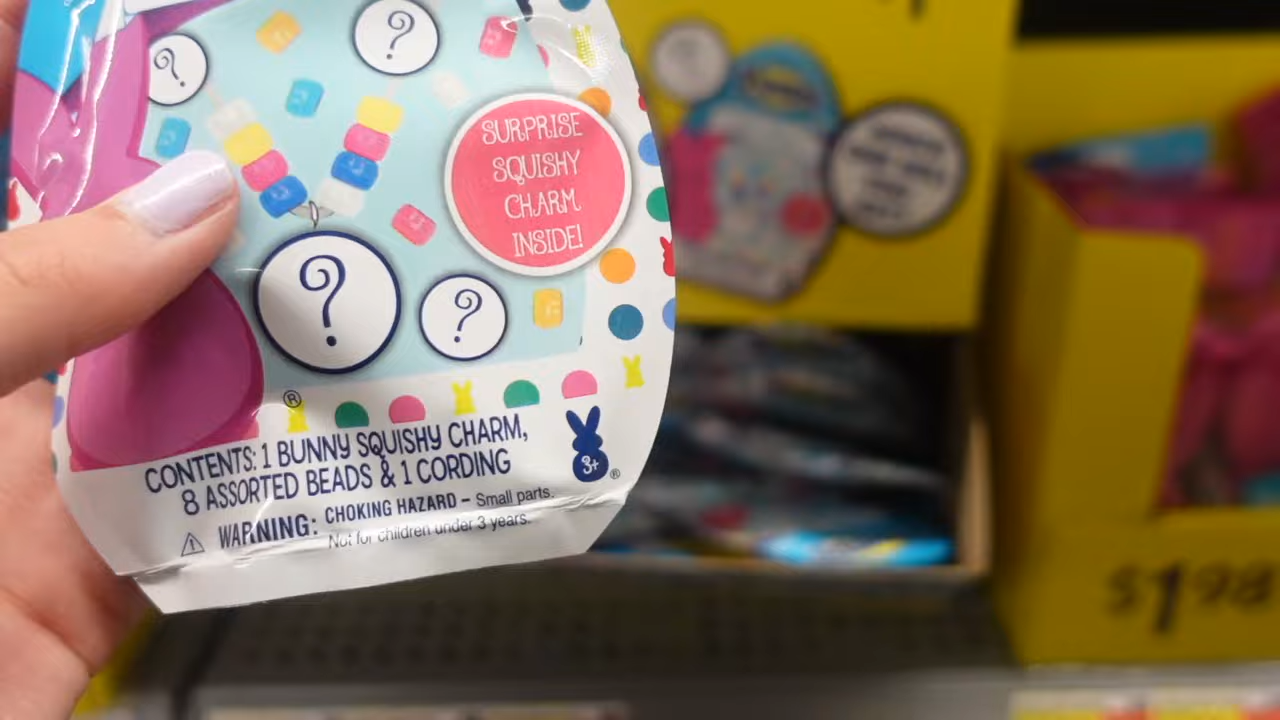 ?
?
SURPRISE
SQUISHY
CHARM
INSIDE!
?
?
®
CONTENTS: 1 BUNNY SQUISHY CHARM,
8 ASSORTED BEADS & 1 CORDING
3+
®
WARNING: CHOKING HAZARD – Small parts.
Not for children under 3 years.
$1.98